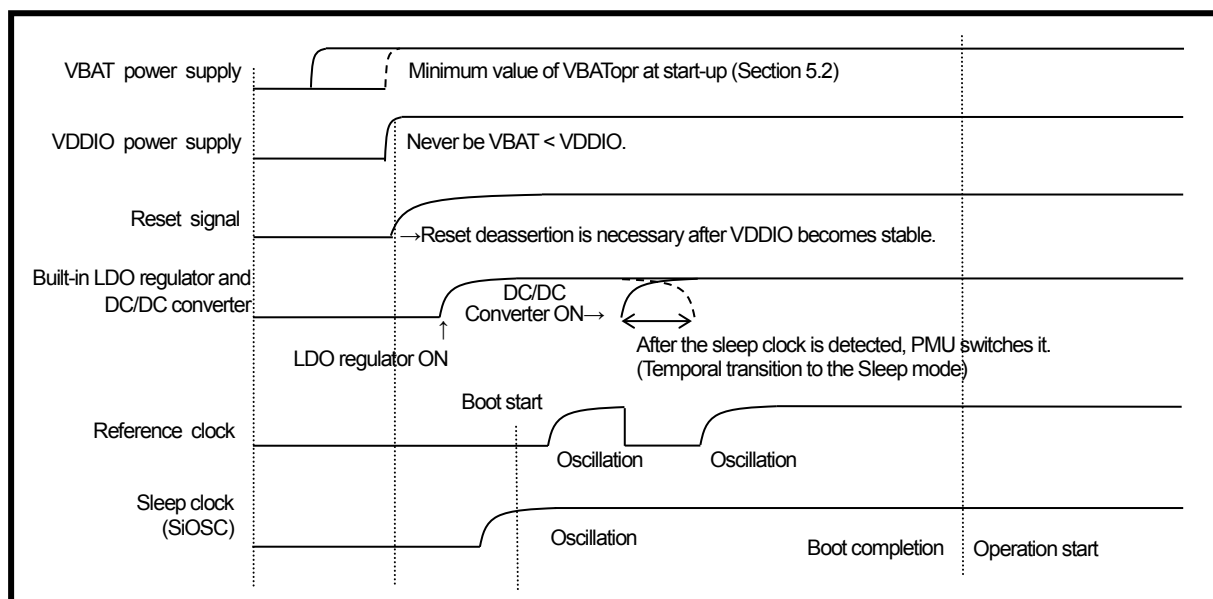 VBAT power supply
Minimum value of VBATopr at start-up (Section 5.2)
VDDIO power supply
Never be VBAT < VDDIO.
Reset signal
→Reset deassertion is necessary after VDDIO becomes stable.
Built-in LDO regulator and
DC/DC converter
DC/DC
Converter ON→
↑
LDO regulator ON
After the sleep clock is detected, PMU switches it.
(Temporal transition to the Sleep mode)
Boot start
Reference clock
Oscillation
Oscillation
Sleep clock
(SiOSC)
Oscillation
Boot completion
Operation start